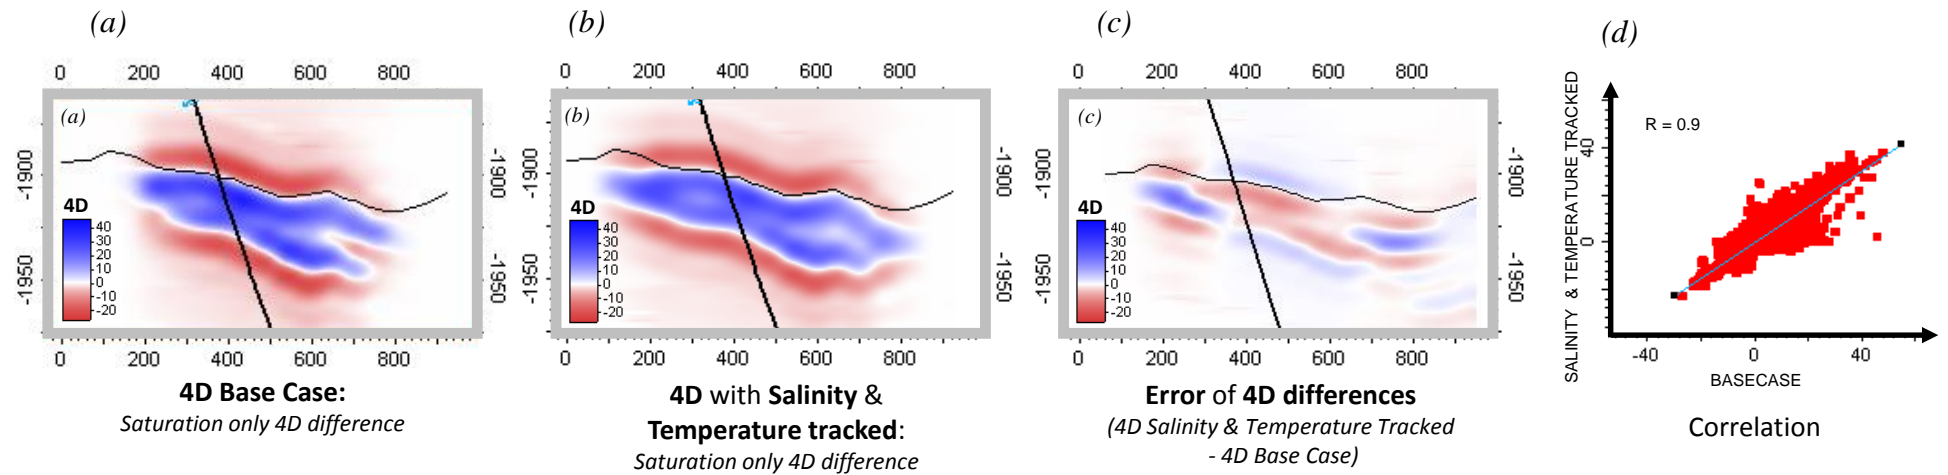 (a)
0 200 400 600 800
-1900
-1950
(a)
4D
40
30
20
10
0
-10
-20
-1900
-1950
0 200 400 600 800
4D Base Case:
Saturation only 4D difference
(b)
0 200 400 600 800
-1900
-1950
(b)
4D
40
30
20
10
0
-10
-20
-1900
-1950
0 200 400 600 800
4D with Salinity &
Temperature tracked:
Saturation only 4D difference
(c)
0 200 400 600 800
-1900
-1950
(c)
4D
40
30
20
10
0
-10
-20
-1900
-1950
0 200 400 600 800
Error of 4D differences
(4D Salinity & Temperature Tracked
- 4D Base Case)
(d)
SALINITY & TEMPERATURE TRACKED
40
0
R = 0.9
-40 0 40
BASECASE
Correlation